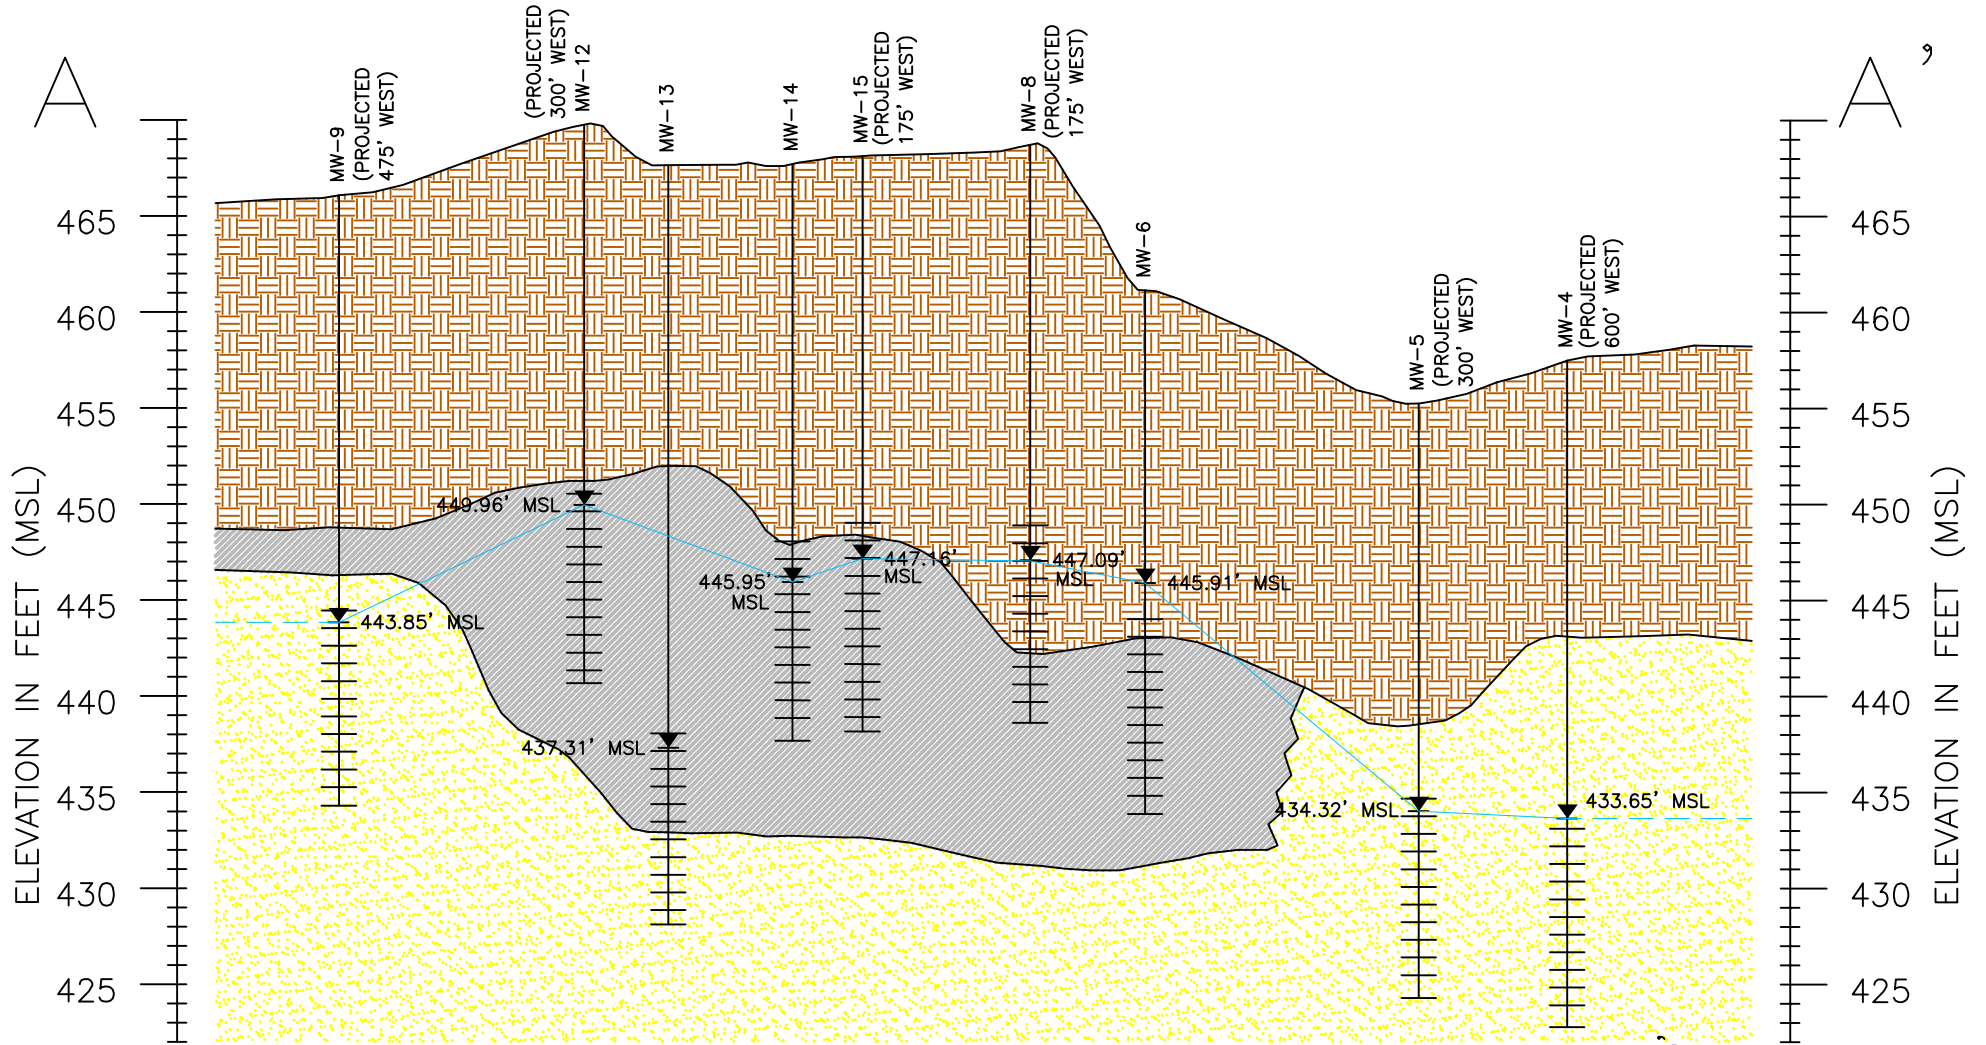 A
A'
MW-9
(PROJECTED
475' WEST)
(PROJECTED
300' WEST)
MW-12
MW-13
MW-14
MW-15
(PROJECTED
175' WEST)
MW-8
(PROJECTED
175' WEST)
MW-6
MW-5
(PROJECTED
300' WEST)
MW-4
(PROJECTED
600' WEST)
ELEVATION IN FEET (MSL)
465
460
455
450
445
440
435
430
425
443.85' MSL
449.96' MSL
437.31' MSL
445.95'
MSL
447.16'
MSL
447.09'
MSL
445.91' MSL
434.32' MSL
433.65' MSL
465
460
455
450
445
440
435
430
425
ELEVATION IN FEET (MSL)